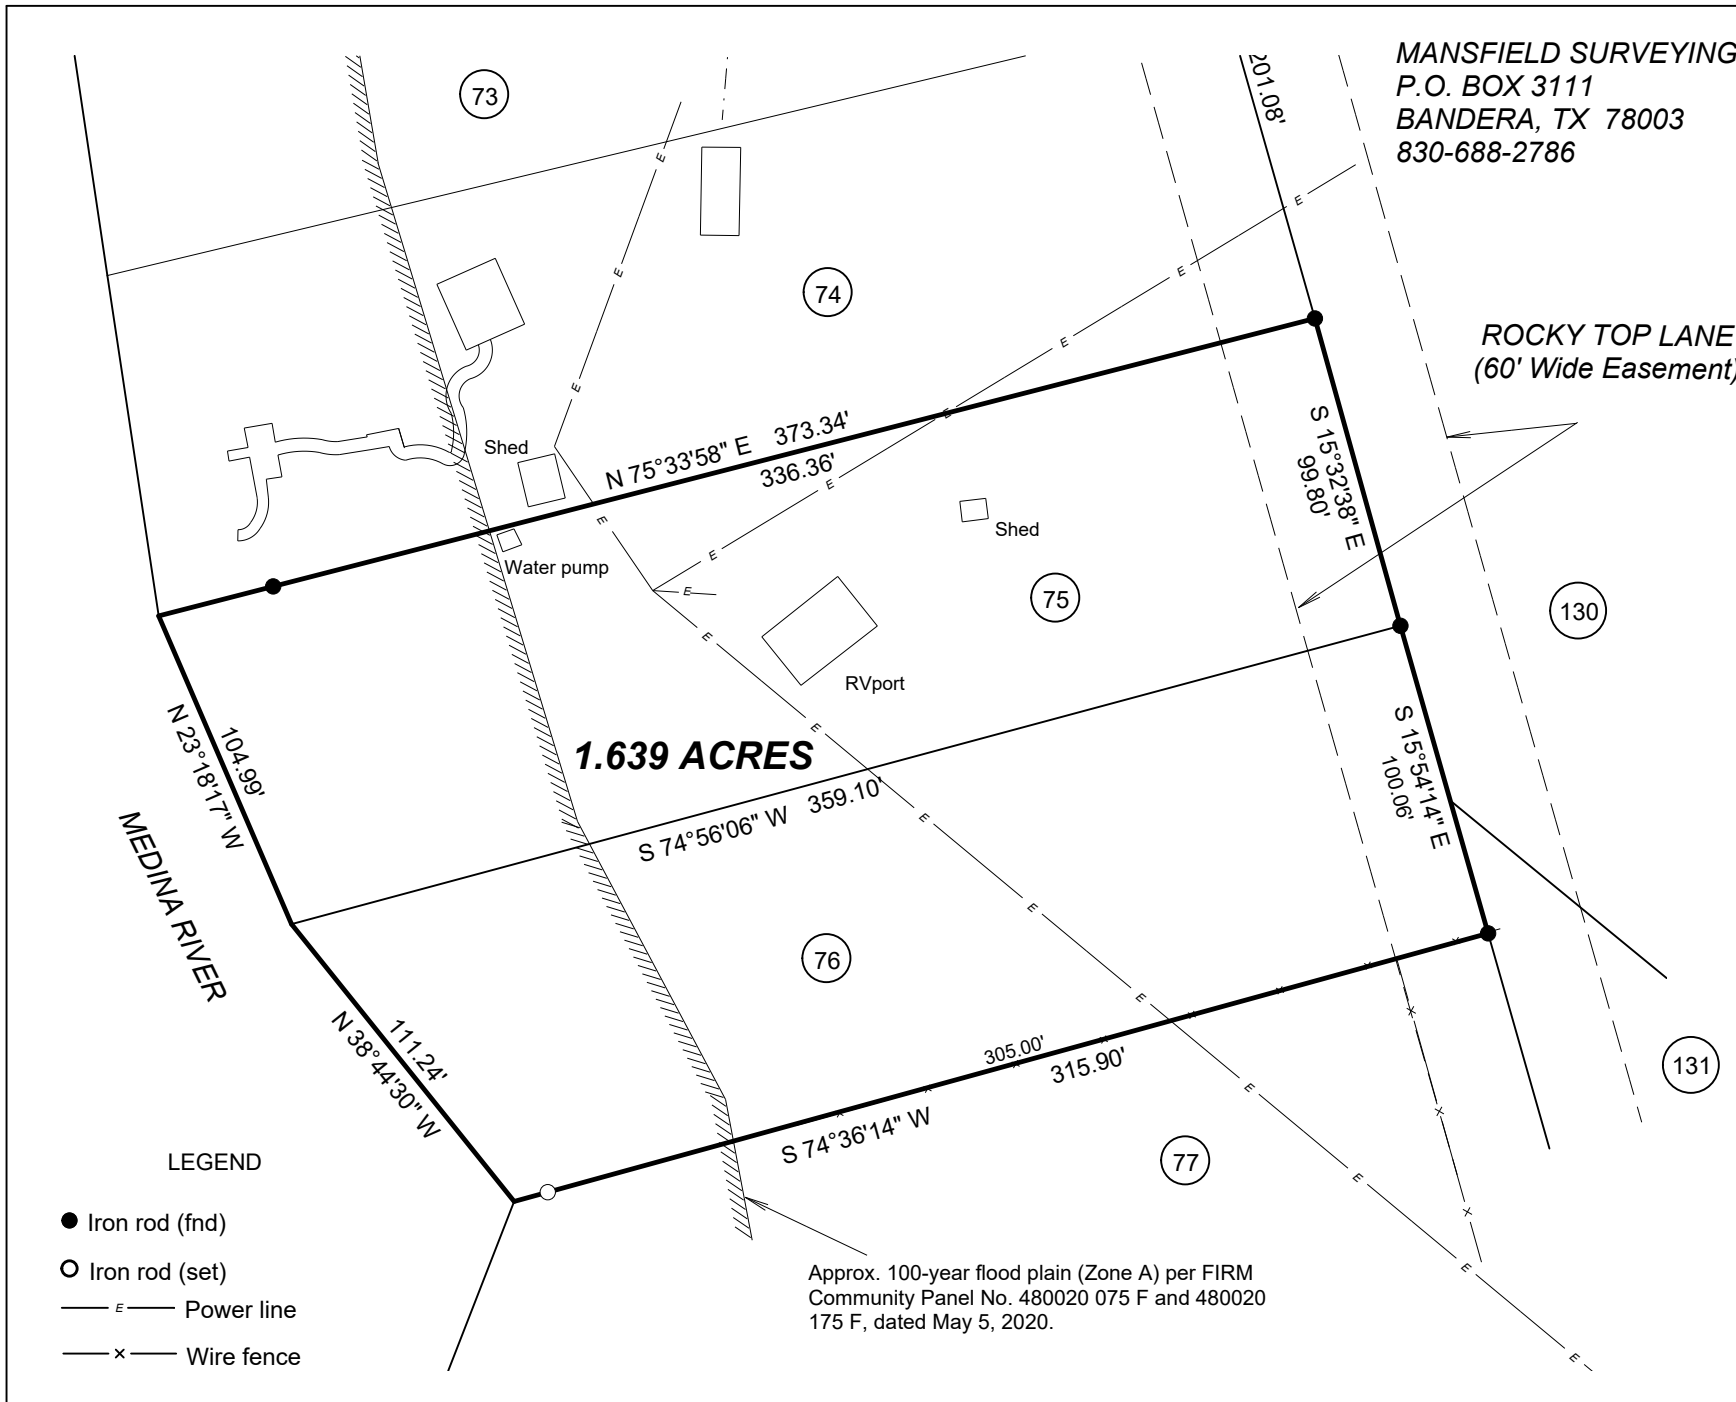 MANSFIELD SURVEYING
P.O. BOX 3111
BANDERA, TX 78003
830-688-2786
201.08'
73
E
E
E
74
E
E
E
E
ROCKY TOP LANE
(60' Wide Easement)
Shed
N 75°33'58" E 373.34'
336.36'
E
E
E
E
Water pump
Shed
S 15°32'38" E
99.80'
75
130
E
RVport
E
1.639 ACRES
S 74°56'06" W 359.10'
E
N 23°18'17" W
104.99'
MEDINA RIVER
S 15°54'14" E
100.06'
76
E
E
N 38°44'30" W
111.24'
305.00'
315.90'
S 74°36'14" W
E
77
131
E
E
E
LEGEND
Iron rod (fnd)
Iron rod (set)
E Power line
x Wire fence
Approx. 100-year flood plain (Zone A) per FIRM
Community Panel No. 480020 075 F and 480020
175 F, dated May 5, 2020.